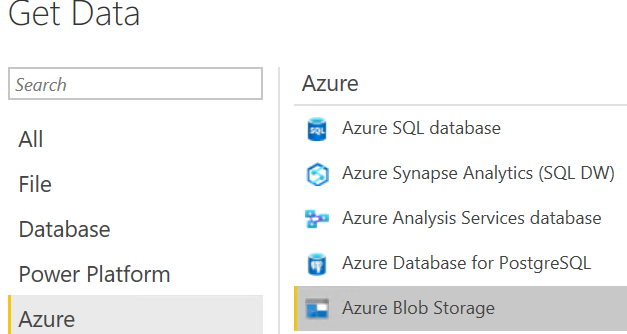 Get Data
Search
All
File
Database
Power Platform
Azure
Azure
Azure SQL database
Azure Synapse Analytics (SQL DW)
Azure Analysis Services database
Azure Database for PostgreSQL
Azure Blob Storage